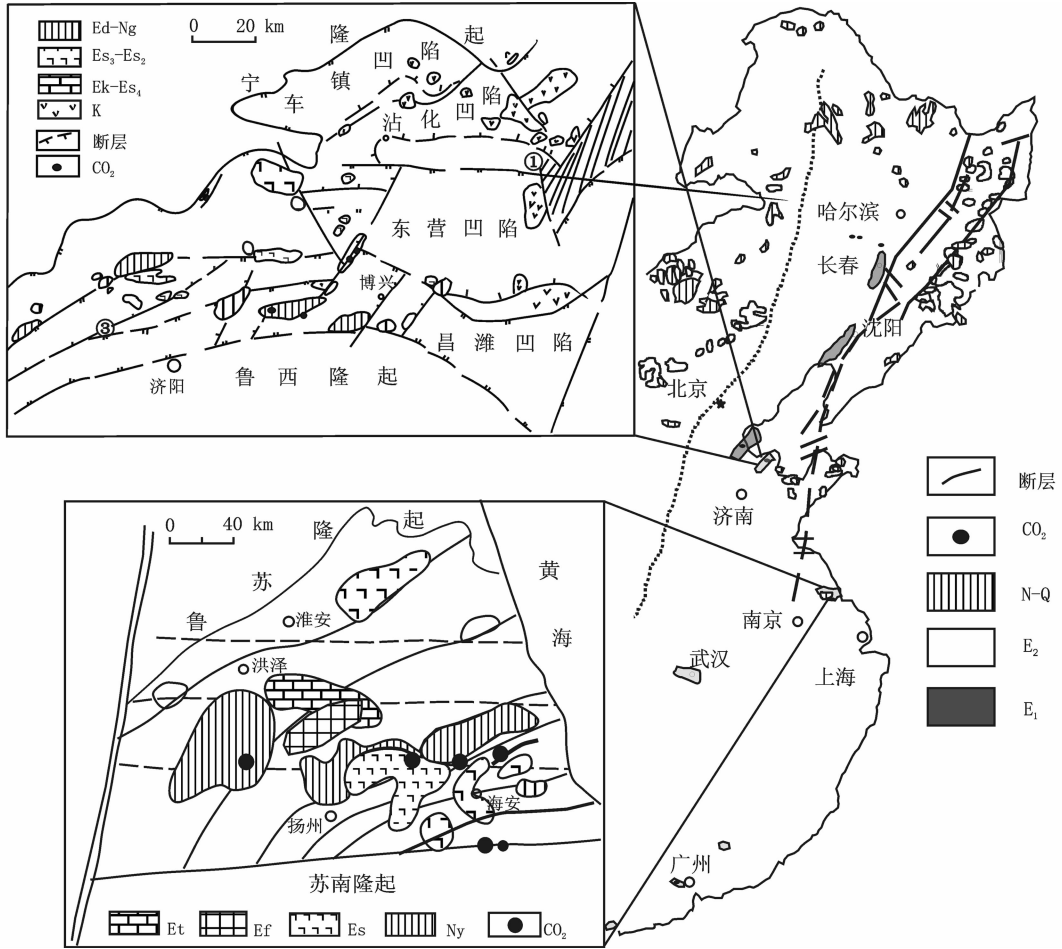 Ed-Ng
Es₃-Es₂
Ek-Es₄
K
断层
CO₂
0 20 km
隆起
宁镇凹陷
车
沾化凹陷
①
东营凹陷
博兴
③
昌潍凹陷
济阳
鲁西隆起
哈尔滨
长春
沈阳
北京
济南
南京
武汉
上海
广州
断层
CO₂
N-Q
E₂
E₁
0 40 km
鲁苏隆起
黄海
淮安
洪泽
海安
扬州
苏南隆起
Et
Ef
Es
Ny
CO₂